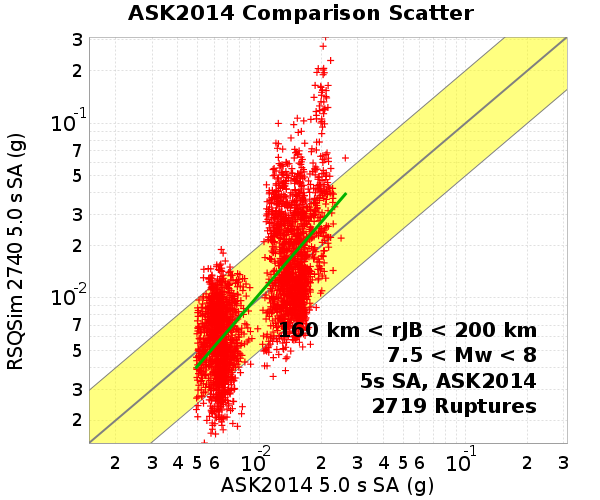 ASK2014 Comparison Scatter
RSQSim 2740 5.0 s SA (g)
3
2
10-1
7
5
3
2
10-2
7
5
3
2
160 km < rJB < 200 km
7.5 < Mw < 8
5s SA, ASK2014
2719 Ruptures
2 3 4 5 6 10-2 2 3 4 5 6 10-1 2 3
ASK2014 5.0 s SA (g)